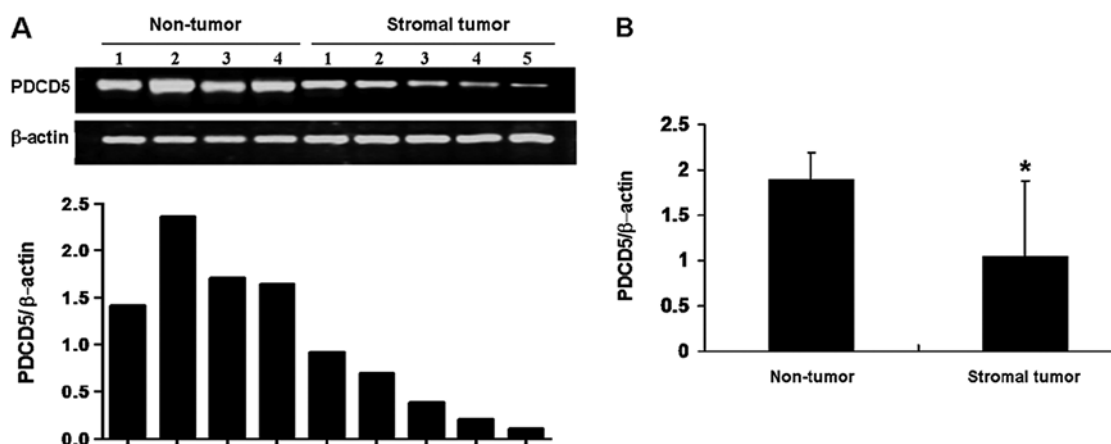 A
Non-tumor Stromal tumor
1 2 3 4 1 2 3 4 5
PDCD5
β-actin
PDCD5/β-actin
2.5
2.0
1.5
1.0
0.5
0.0
B
PDCD5/β-actin
2.5
2
1.5
1
0.5
0
*
Non-tumor Stromal tumor